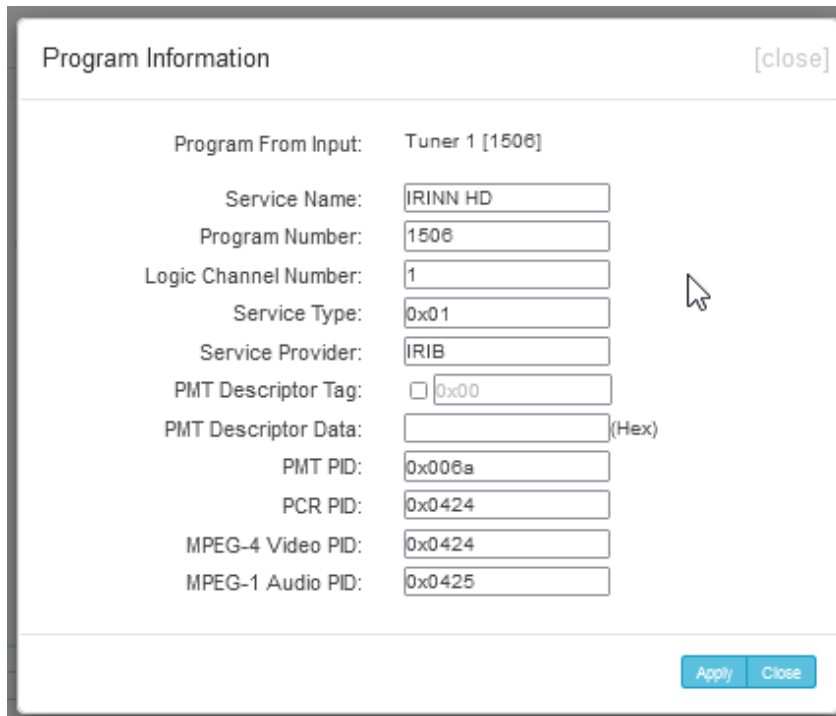 Program Information [close]
Program From Input: Tuner 1 [1506]
Service Name: IRINN HD
Program Number: 1506
Logic Channel Number: 1
Service Type: 0x01
Service Provider: IRIB
PMT Descriptor Tag: 0x00
PMT Descriptor Data: (Hex)
PMT PID: 0x006a
PCR PID: 0x0424
MPEG-4 Video PID: 0x0424
MPEG-1 Audio PID: 0x0425
Apply Close